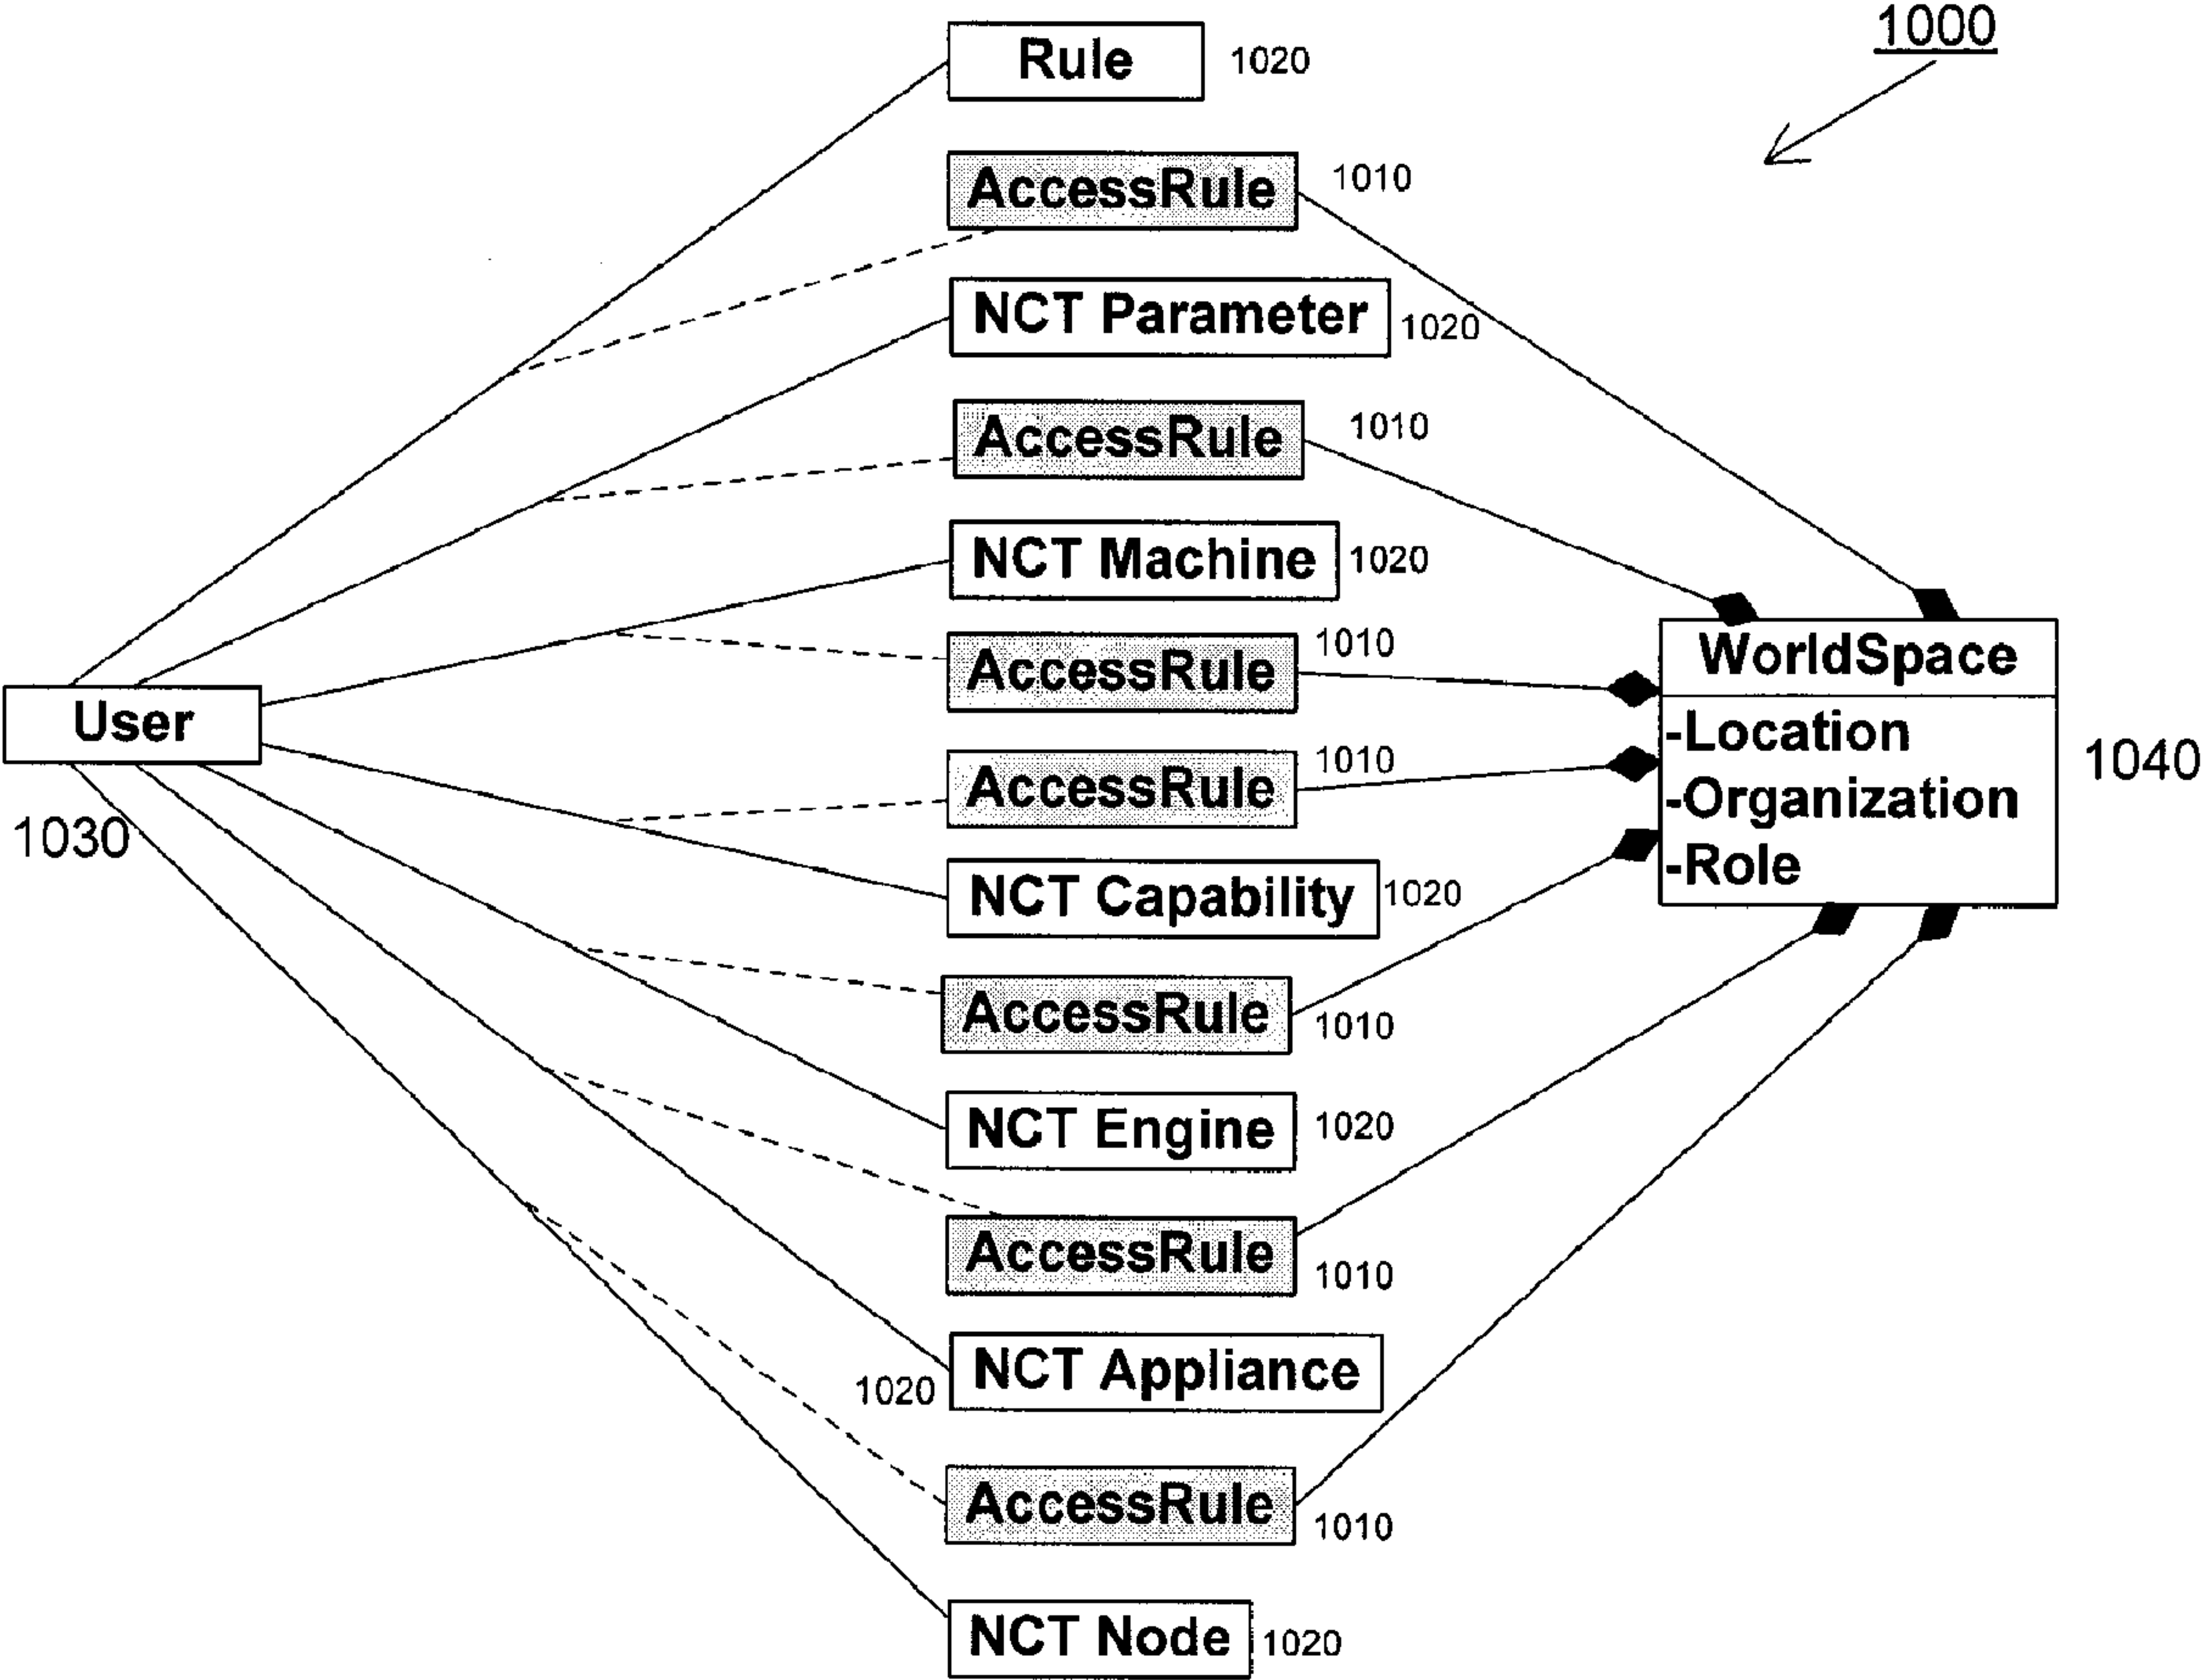 1000
Rule 1020
AccessRule 1010
NCT Parameter 1020
AccessRule 1010
NCT Machine 1020
AccessRule 1010
WorldSpace
-Location
-Organization
-Role
1040
User
1030
AccessRule 1010
NCT Capability 1020
AccessRule 1010
NCT Engine 1020
AccessRule 1010
NCT Appliance 1020
AccessRule 1010
NCT Node 1020